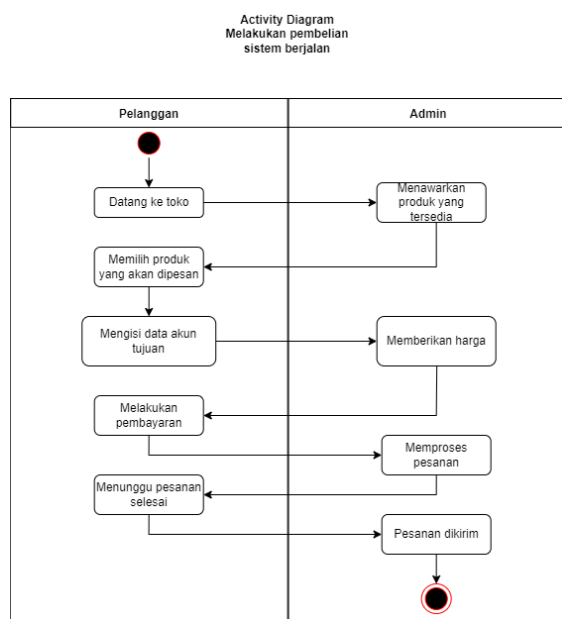 Activity Diagram
Melakukan pembelian
sistem berjalan
Pelanggan
Admin
Datang ke toko
Menawarkan
produk yang
tersedia
Memilih produk
yang akan dipesan
Mengisi data akun
tujuan
Memberikan harga
Melakukan
pembayaran
Memproses
pesanan
Menunggu pesanan
selesai
Pesanan dikirim